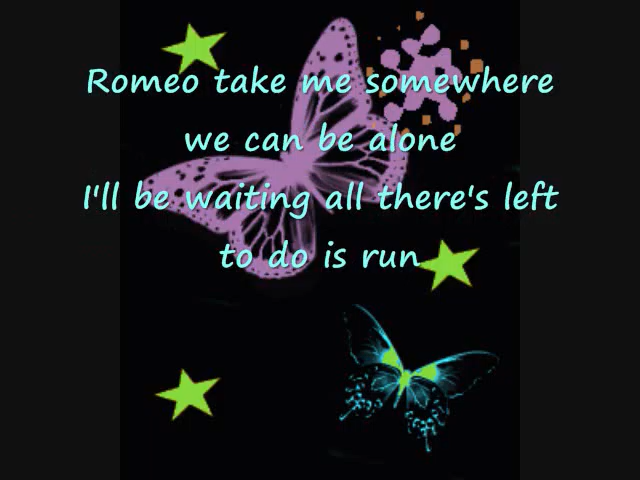 Romeo take me somewhere
we can be alone
I'll be waiting all there's left
to do is run